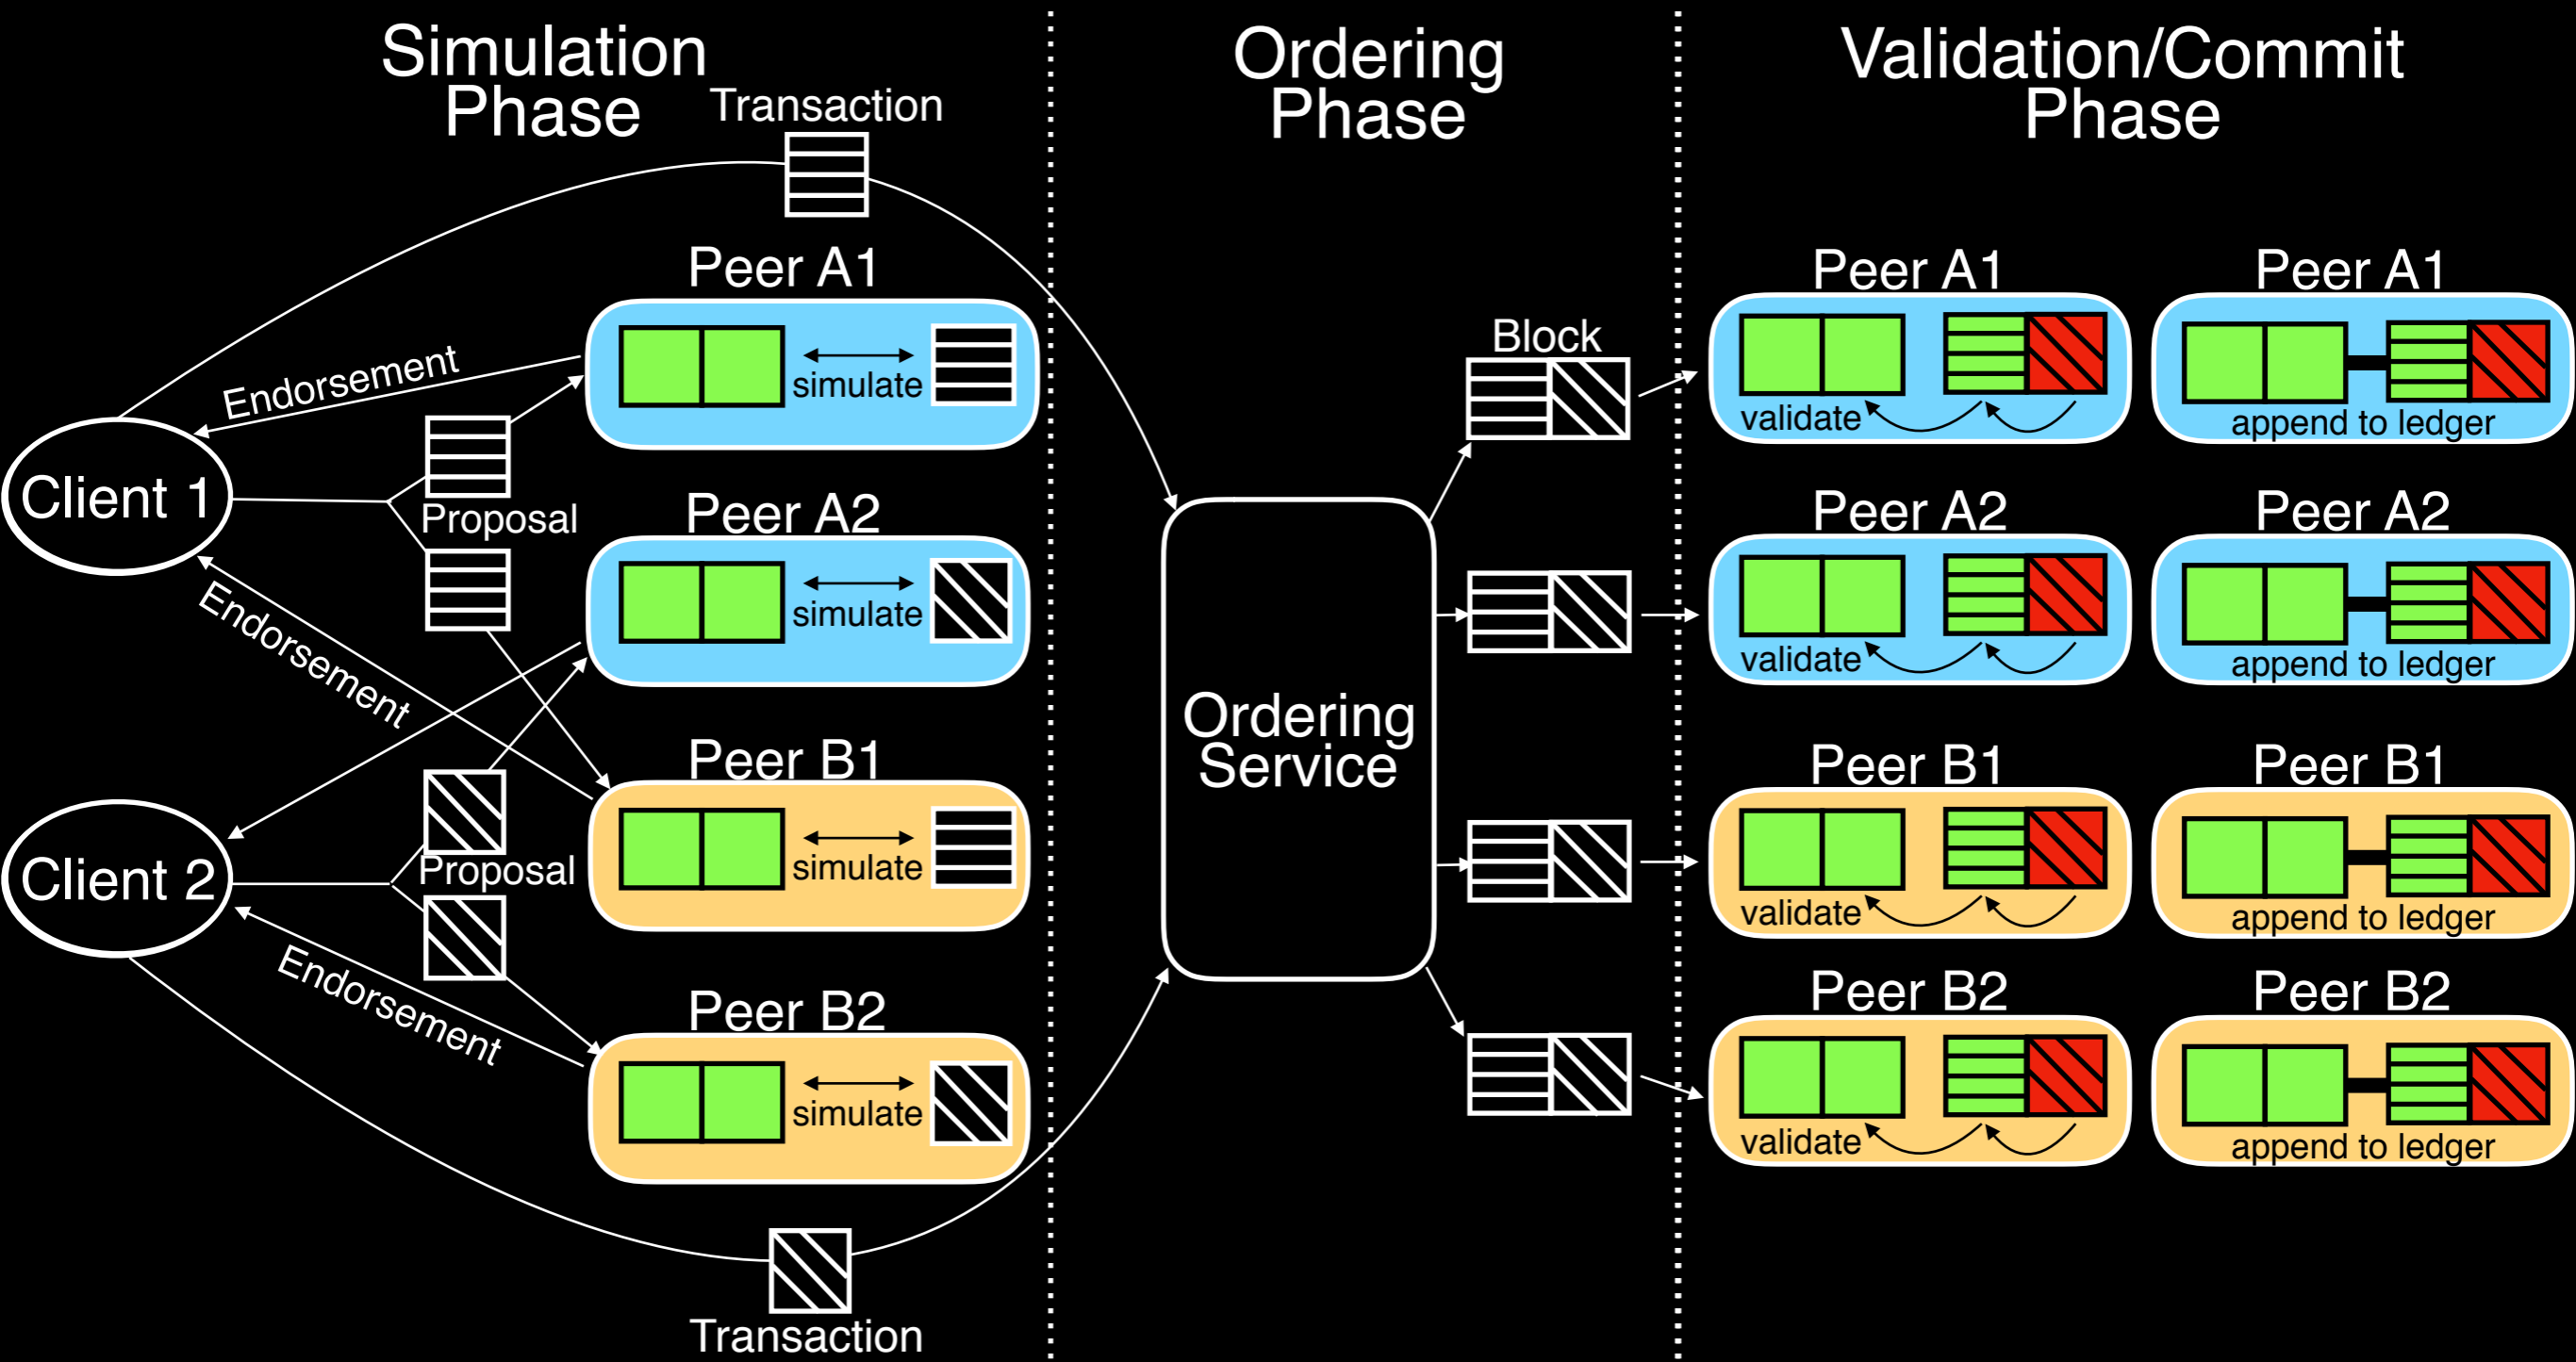 Simulation
Phase
Transaction
Peer A1
simulate
Endorsement
Client 1
Proposal
Peer A2
simulate
Endorsement
Peer B1
simulate
Client 2
Proposal
Endorsement
Peer B2
simulate
Transaction
Ordering
Phase
Block
Ordering
Service
Validation/Commit
Phase
Peer A1
validate
Peer A1
append to ledger
Peer A2
validate
Peer A2
append to ledger
Peer B1
validate
Peer B1
append to ledger
Peer B2
validate
Peer B2
append to ledger